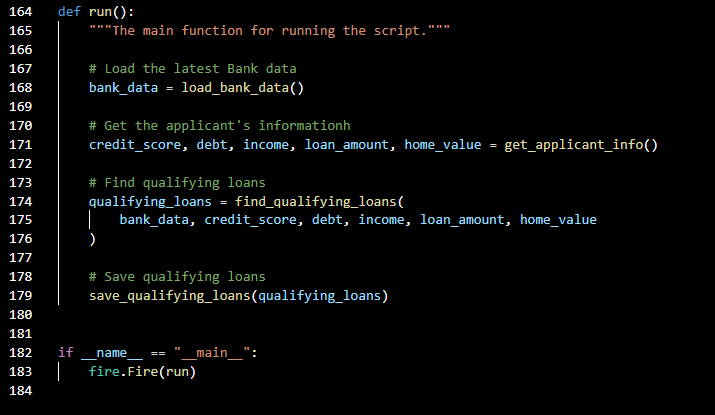 164 def run():
165     """The main function for running the script."""
166
167     # Load the latest Bank data
168     bank_data = load_bank_data()
169
170     # Get the applicant's informationh
171     credit_score, debt, income, loan_amount, home_value = get_applicant_info()
172
173     # Find qualifying loans
174     qualifying_loans = find_qualifying_loans(
175         bank_data, credit_score, debt, income, loan_amount, home_value
176     )
177
178     # Save qualifying loans
179     save_qualifying_loans(qualifying_loans)
180
181
182 if __name__ == "__main__":
183     fire.Fire(run)
184